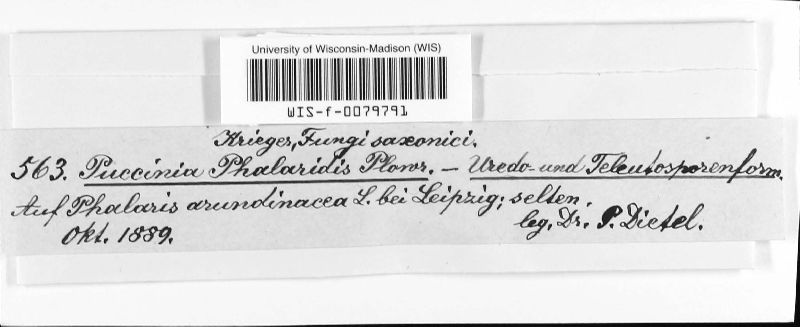 University of Wisconsin-Madison (WIS)
WIS-f-0079791
Krieger, Fungi saxonici.
563. Puccinia Phalaridis Plowr. – Uredo- und Teleutosporenform.
Auf Phalaris arundinacea L. bei Leipzig; selten.
Okt. 1889.
leg. Dr. P. Dietel.